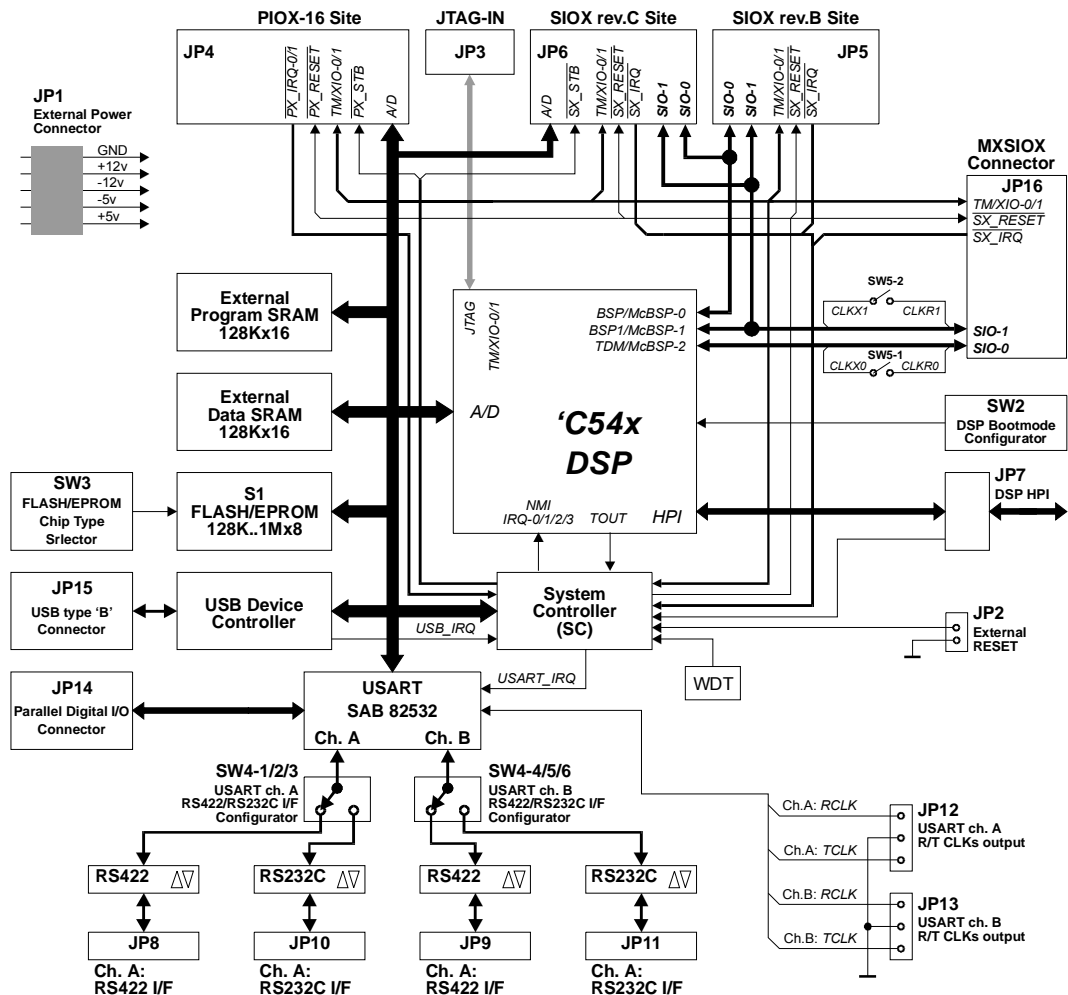 PIOX-16 Site
JTAG-IN
SIOX rev.C Site
SIOX rev.B Site
JP4
PX_IRQ-0/1
PX_RESET
TM/XIO-0/1
PX_STB
A/D
JP3
JP6
A/D
SX_STB
TM/XIO-0/1
SX_RESET
SX_IRQ
SIO-1
SIO-0
JP5
SIO-0
SIO-1
TM/XIO-0/1
SX_RESET
SX_IRQ
JP1
External Power
Connector
GND
+12v
-12v
-5v
+5v
MXSIOX
Connector
JP16
TM/XIO-0/1
SX_RESET
SX_IRQ
SIO-1
SIO-0
SW5-2
CLKX1
CLKR1
SW5-1
CLKX0
CLKR0
External
Program SRAM
128Kx16
External
Data SRAM
128Kx16
JTAG
TM/XIO-0/1
BSP/McBSP-0
BSP1/McBSP-1
TDM/McBSP-2
A/D
‘C54x
DSP
NMI
IRQ-0/1/2/3
TOUT
HPI
SW2
DSP Bootmode
Configurator
SW3
FLASH/EPROM
Chip Type
Srlector
S1
FLASH/EPROM
128K..1Mx8
JP7
DSP HPI
JP15
USB type ‘B’
Connector
USB Device
Controller
USB_IRQ
System
Controller
(SC)
JP2
External
RESET
WDT
USART_IRQ
JP14
Parallel Digital I/O
Connector
USART
SAB 82532
Ch. A
Ch. B
SW4-1/2/3
USART ch. A
RS422/RS232C I/F
Configurator
SW4-4/5/6
USART ch. B
RS422/RS232C I/F
Configurator
Ch.A: RCLK
Ch.A: TCLK
JP12
USART ch. A
R/T CLKs output
Ch.B: RCLK
Ch.B: TCLK
JP13
USART ch. B
R/T CLKs output
RS422
RS232C
RS422
RS232C
JP8
JP10
JP9
JP11
Ch. A:
RS422 I/F
Ch. A:
RS232C I/F
Ch. A:
RS422 I/F
Ch. A:
RS232C I/F